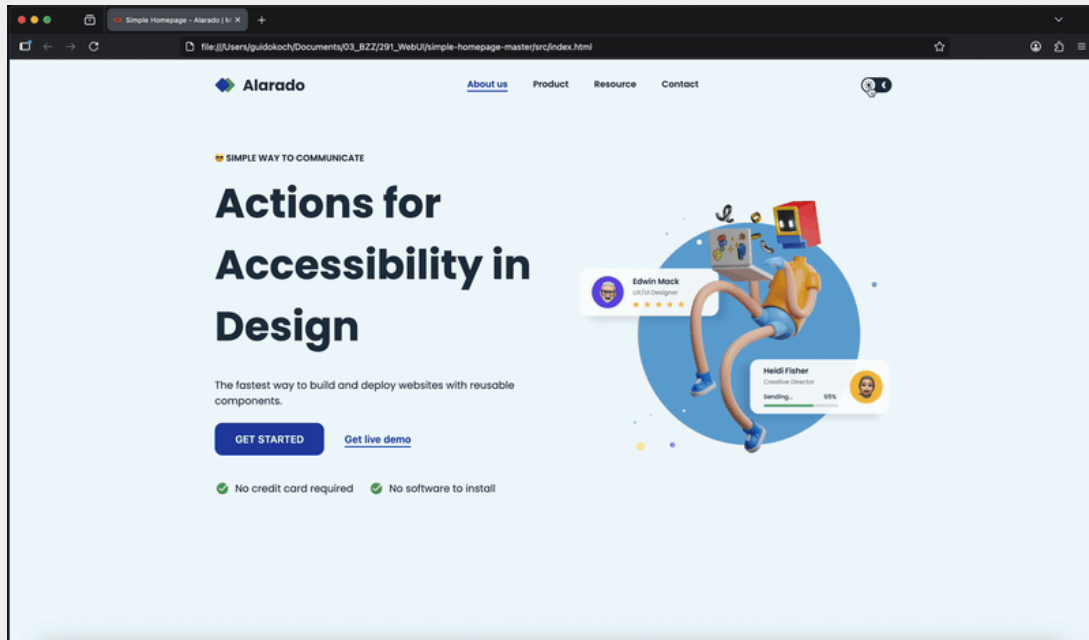 Simple Homepage - Alarado | M
file:///Users/guidokoch/Documents/03_BZZ/291_WebUI/simple-homepage-master/src/index.html
Alarado
About us Product Resource Contact
SIMPLE WAY TO COMMUNICATE
Actions for
Accessibility in
Design
The fastest way to build and deploy websites with reusable
components.
GET STARTED Get live demo
No credit card required No software to install
Edwin Mack
UX/UI Designer
Heidi Fisher
Creative Director
Sending... 65%